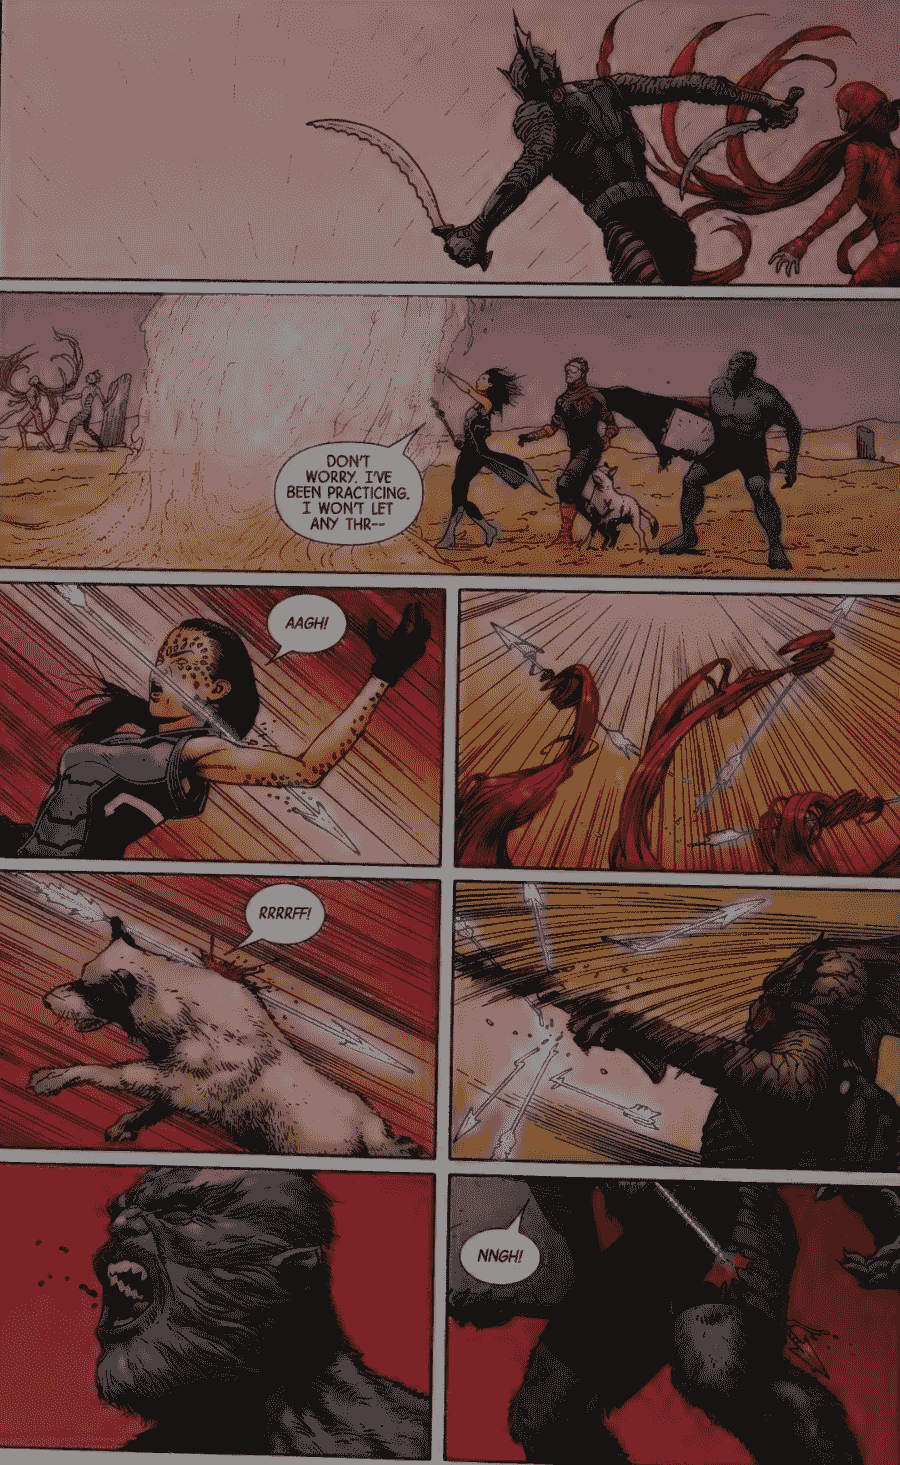 DON'T
WORRY. I'VE
BEEN PRACTICING.
I WON'T LET
ANY THR--
AAGH!
RRRRFF!
NNGH!